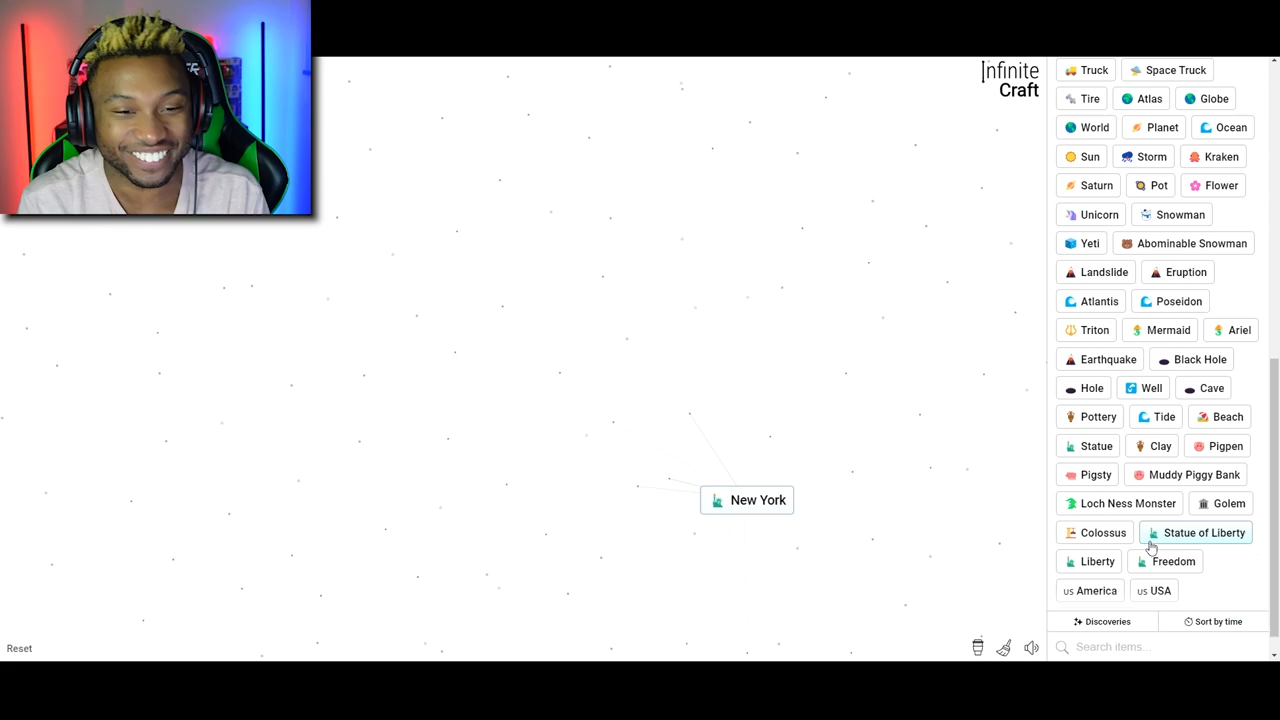 Infinite
Craft
🚚 Truck 🛸 Space Truck
Tire Atlas Globe
World Planet Ocean
Sun Storm Kraken
Saturn Pot Flower
Unicorn Snowman
Yeti Abominable Snowman
Landslide Eruption
Atlantis Poseidon
Triton Mermaid Ariel
Earthquake Black Hole
Hole Well Cave
Pottery Tide Beach
Statue Clay Pigpen
Pigsty Muddy Piggy Bank
New York
Loch Ness Monster Golem
Colossus Statue of Liberty
Liberty Freedom
US America US USA
Discoveries Sort by time
Reset
Search items...